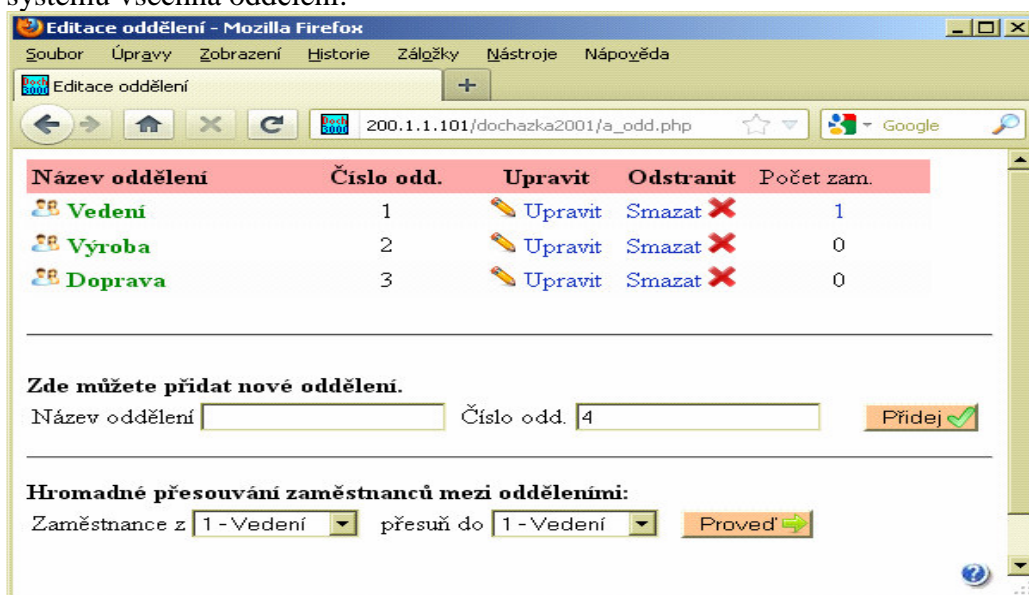 systému všechna oddělení.
Editace oddělení - Mozilla Firefox
Soubor Úpravy Zobrazení Historie Záložky Nástroje Nápověda
Editace oddělení
200.1.1.101/dochazka2001/a_odd.php Google
Název oddělení Číslo odd. Upravit Odstranit Počet zam.
Vedení 1 Upravit Smazat 1
Výroba 2 Upravit Smazat 0
Doprava 3 Upravit Smazat 0
Zde můžete přidat nové oddělení.
Název oddělení Číslo odd. 4 Přidej
Hromadné přesouvání zaměstnanců mezi odděleními:
Zaměstnance z 1 - Vedení přesuň do 1 - Vedení Proveď